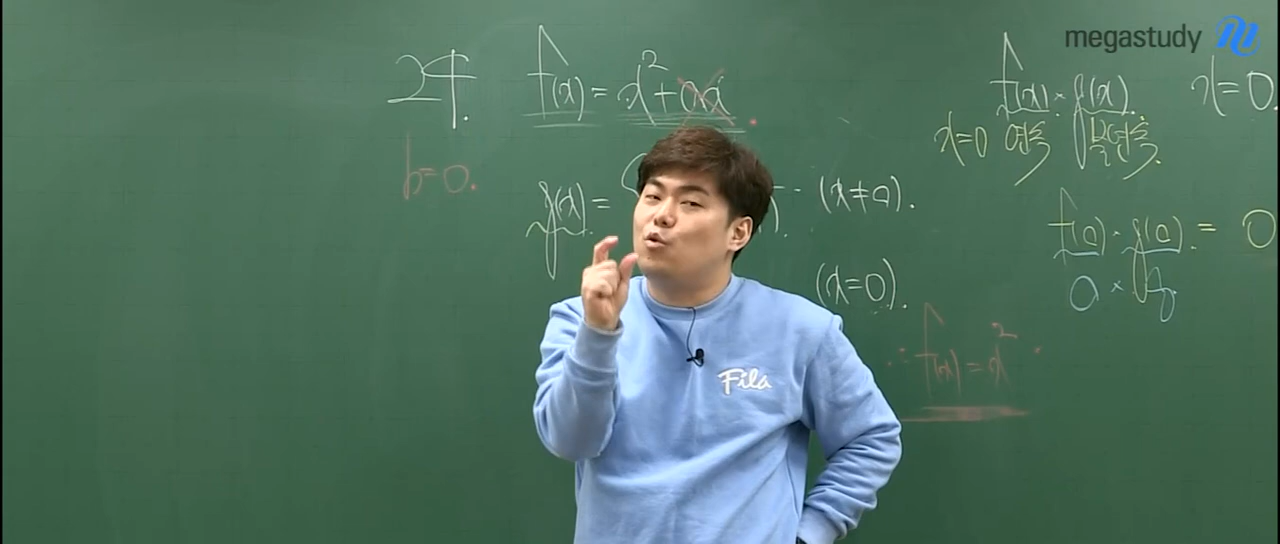 megastudy
24.
f(x) = x² + ax.
b=0.
g(x) =
(x≠0).
(x=0).
f(x) × g(x).
x=0
x=0 연속
불연속.
f(0) · g(0) = 0
0 ×
∴ f(x) = x².
Fila